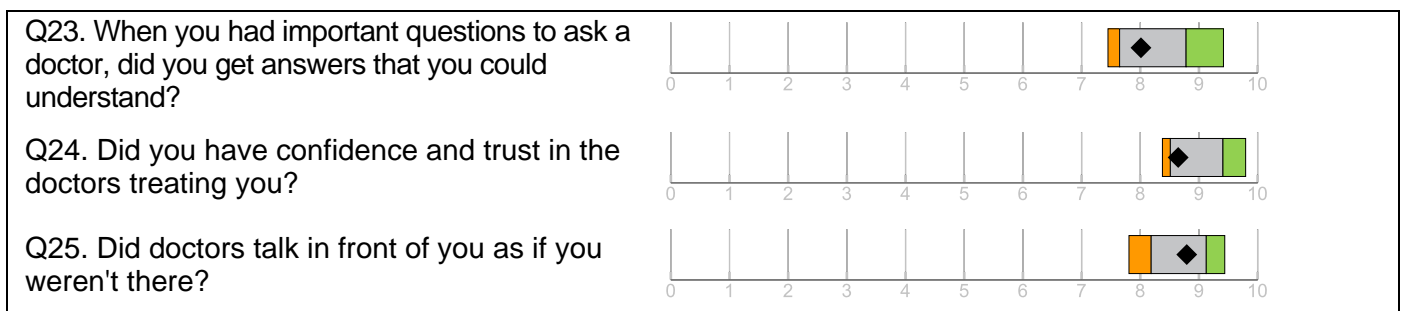 Q23. When you had important questions to ask a
doctor, did you get answers that you could
understand?
0 1 2 3 4 5 6 7 8 9 10
Q24. Did you have confidence and trust in the
doctors treating you?
0 1 2 3 4 5 6 7 8 9 10
Q25. Did doctors talk in front of you as if you
weren't there?
0 1 2 3 4 5 6 7 8 9 10